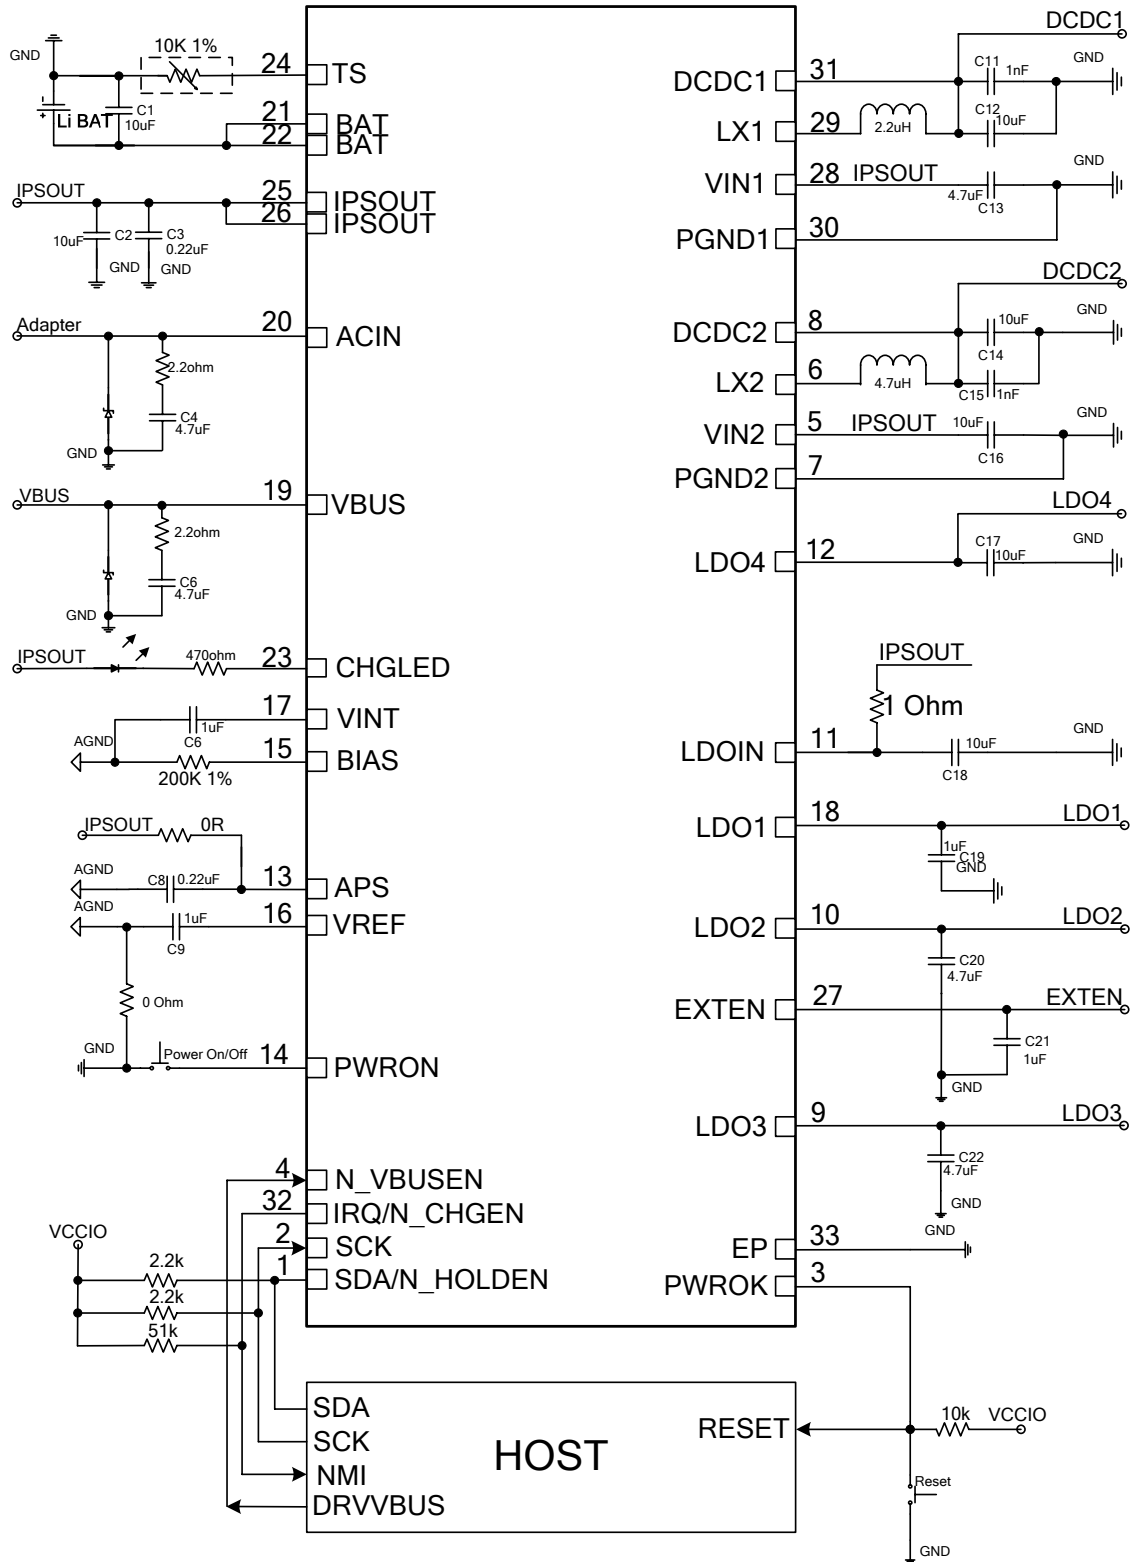 GND
10K 1%
24
TS
C1
10uF
Li BAT
-
+
21
BAT
22
BAT
IPSOUT
25
IPSOUT
26
IPSOUT
10uF
C2
C3
0.22uF
GND
GND
Adapter
20
ACIN
2.2ohm
C4
4.7uF
GND
VBUS
19
VBUS
2.2ohm
C6
4.7uF
GND
IPSOUT
470ohm
23
CHGLED
17
VINT
1uF
C6
AGND
15
BIAS
200K 1%
IPSOUT
0R
AGND
C8
0.22uF
13
APS
AGND
1uF
C9
16
VREF
0 Ohm
GND
Power On/Off
14
PWRON
4
N_VBUSEN
32
IRQ/N_CHGEN
2
SCK
1
SDA/N_HOLDEN
VCCIO
2.2k
2.2k
51k
DCDC1
DCDC1
31
C11
1nF
GND
LX1
29
2.2uH
C12
10uF
VIN1
28
IPSOUT
4.7uF
C13
GND
PGND1
30
DCDC2
DCDC2
8
10uF
C14
GND
LX2
6
4.7uH
C15
1nF
VIN2
5
IPSOUT
10uF
C16
GND
PGND2
7
LDO4
LDO4
12
C17
10uF
GND
IPSOUT
1 Ohm
LDOIN
11
10uF
C18
GND
LDO1
18
LDO1
1uF
C19
GND
LDO2
10
LDO2
C20
4.7uF
EXTEN
27
EXTEN
C21
1uF
GND
LDO3
9
LDO3
C22
4.7uF
GND
GND
EP
33
PWROK
3
SDA
SCK
NMI
DRVVBUS
HOST
RESET
10k
VCCIO
Reset
GND